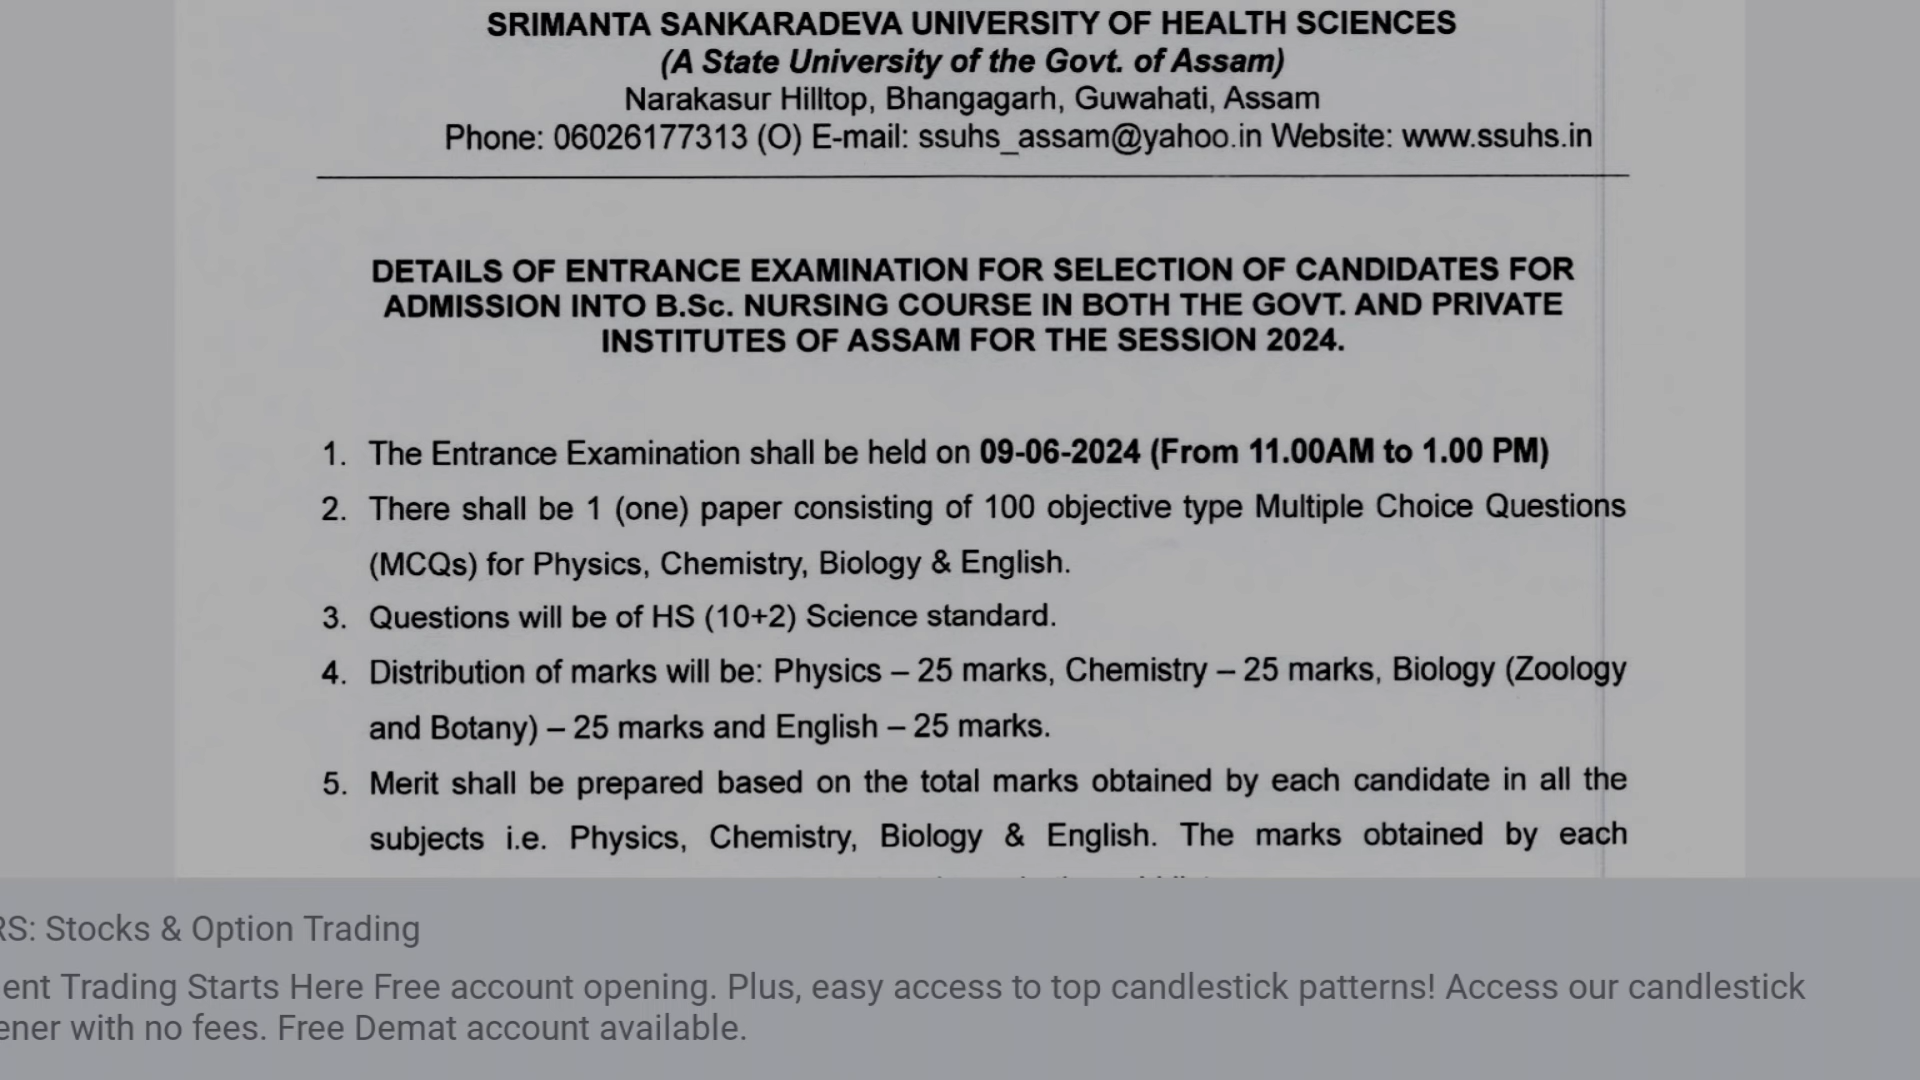 SRIMANTA SANKARADEVA UNIVERSITY OF HEALTH SCIENCES
(A State University of the Govt. of Assam)
Narakasur Hilltop, Bhangagarh, Guwahati, Assam
Phone: 06026177313 (O) E-mail: ssuhs_assam@yahoo.in Website: www.ssuhs.in
DETAILS OF ENTRANCE EXAMINATION FOR SELECTION OF CANDIDATES FOR
ADMISSION INTO B.Sc. NURSING COURSE IN BOTH THE GOVT. AND PRIVATE
INSTITUTES OF ASSAM FOR THE SESSION 2024.
1. The Entrance Examination shall be held on 09-06-2024 (From 11.00AM to 1.00 PM)
2. There shall be 1 (one) paper consisting of 100 objective type Multiple Choice Questions
(MCQs) for Physics, Chemistry, Biology & English.
3. Questions will be of HS (10+2) Science standard.
4. Distribution of marks will be: Physics – 25 marks, Chemistry – 25 marks, Biology (Zoology
and Botany) – 25 marks and English – 25 marks.
5. Merit shall be prepared based on the total marks obtained by each candidate in all the
subjects i.e. Physics, Chemistry, Biology & English. The marks obtained by each
RS: Stocks & Option Trading
ent Trading Starts Here Free account opening. Plus, easy access to top candlestick patterns! Access our candlestick
ener with no fees. Free Demat account available.